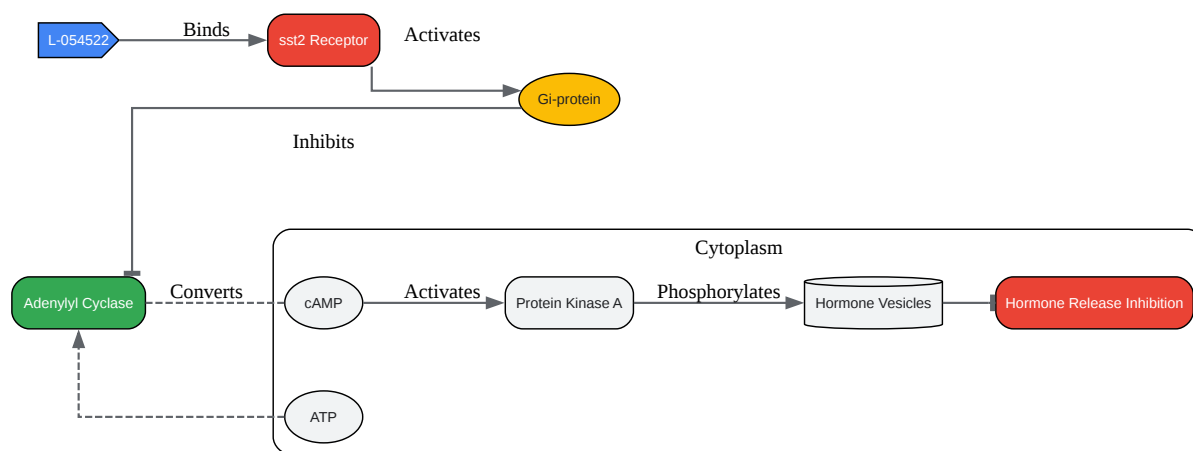 L-054522
Binds
sst2 Receptor
Activates
Gi-protein
Inhibits
Cytoplasm
Adenylyl Cyclase
Converts
cAMP
Activates
Protein Kinase A
Phosphorylates
Hormone Vesicles
Hormone Release Inhibition
ATP